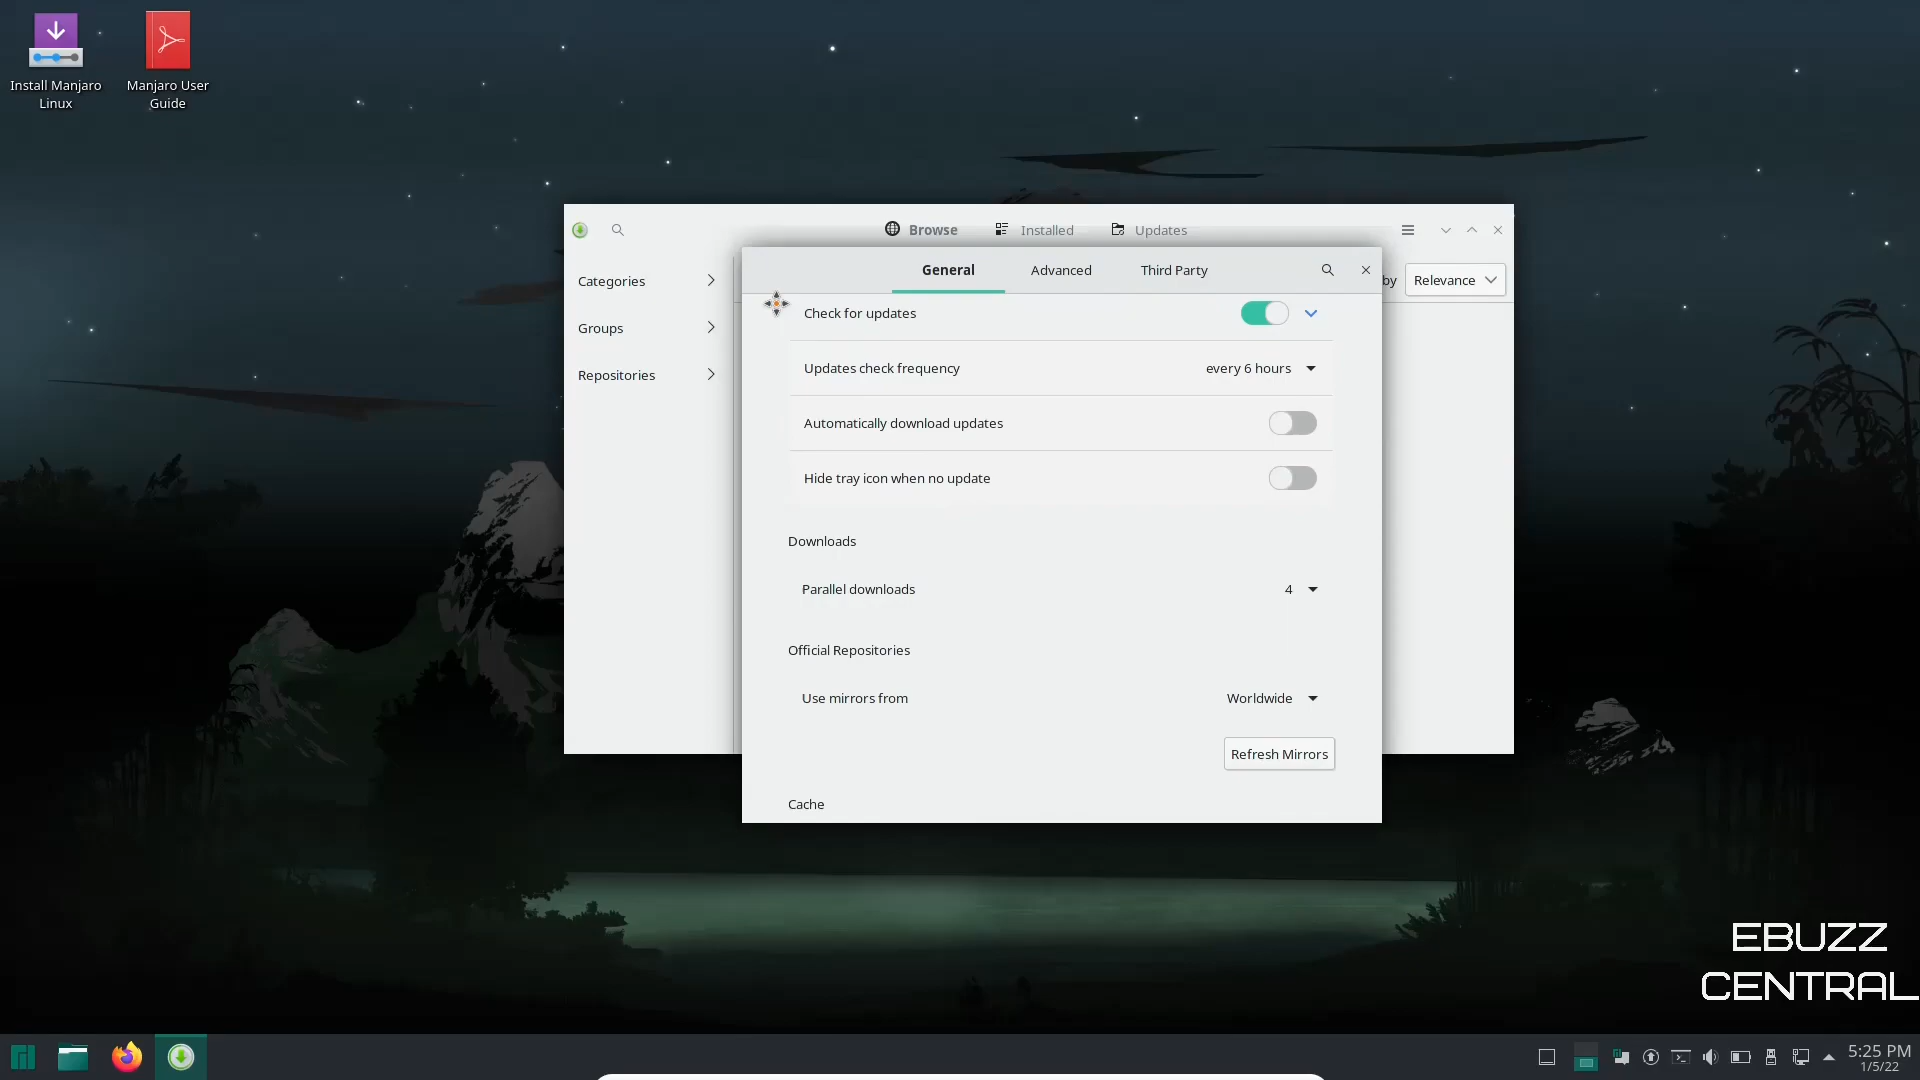 Install Manjaro
Linux
Manjaro User
Guide
Browse
Installed
Updates
Categories
Groups
Repositories
by
Relevance
General
Advanced
Third Party
Check for updates
Updates check frequency
every 6 hours
Automatically download updates
Hide tray icon when no update
Downloads
Parallel downloads
4
Official Repositories
Use mirrors from
Worldwide
Refresh Mirrors
Cache
EBUZZ
CENTRAL
5:25 PM
1/5/22